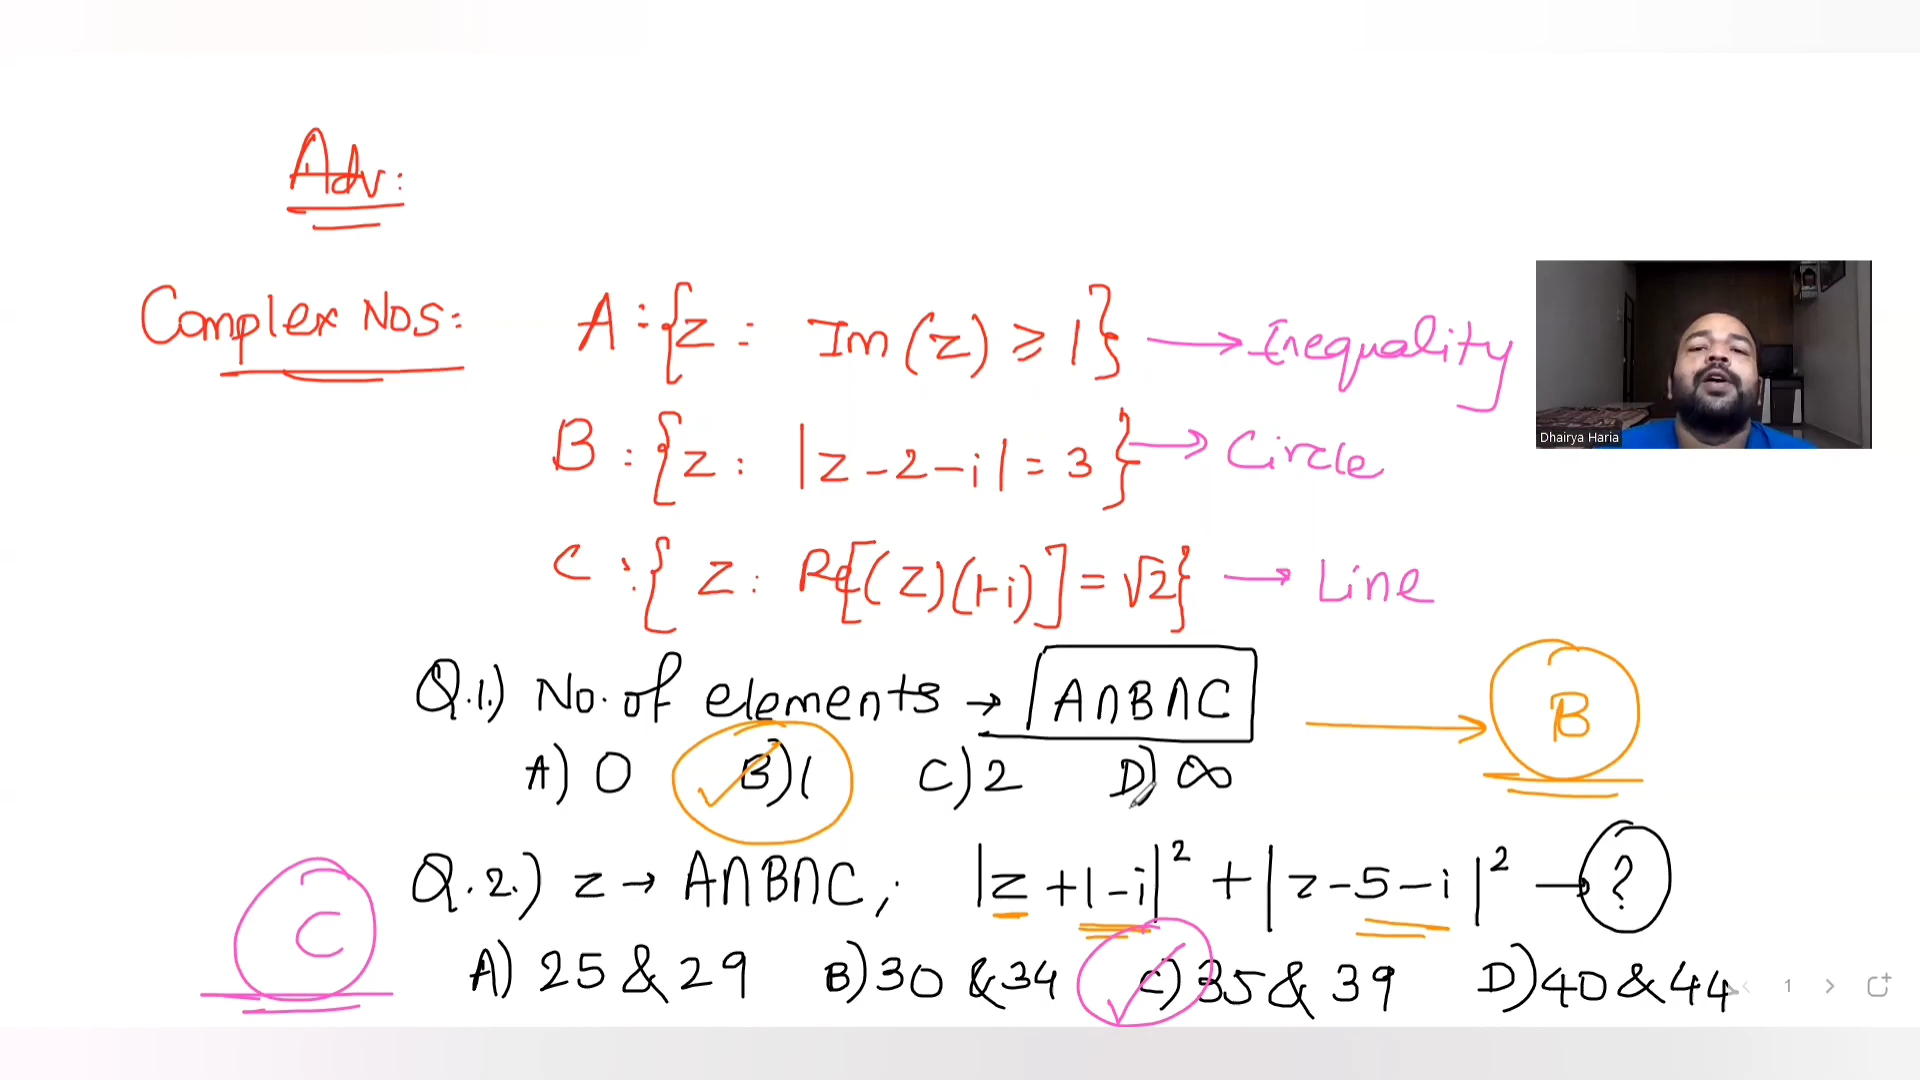 Adv:
Complex Nos:
A:{z: Im(z) ≥ 1} → Inequality
B:{z: |z-2-i| = 3} → Circle
Dhairya Haria
C:{z: Re[(z)(1-i)] = √2} → Line
Q.1.) No. of elements → A∩B∩C → B
A) 0 B) 1 C) 2 D) ∞
Q.2.) z → A∩B∩C; |z+1-i|² + |z-5-i|² → ?
C
A) 25 & 29 B) 30 & 34 C) 35 & 39 D) 40 & 44
1